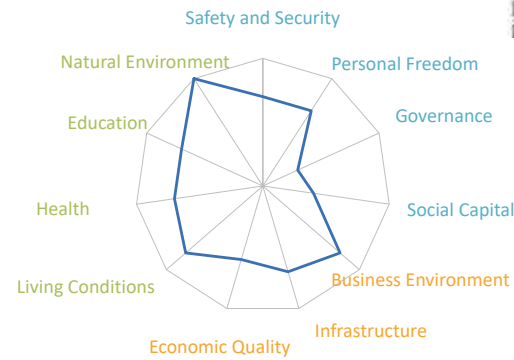 Safety and Security
Natural Environment
Personal Freedom
Education
Governance
Health
Social Capital
Living Conditions
Business Environment
Infrastructure
Economic Quality